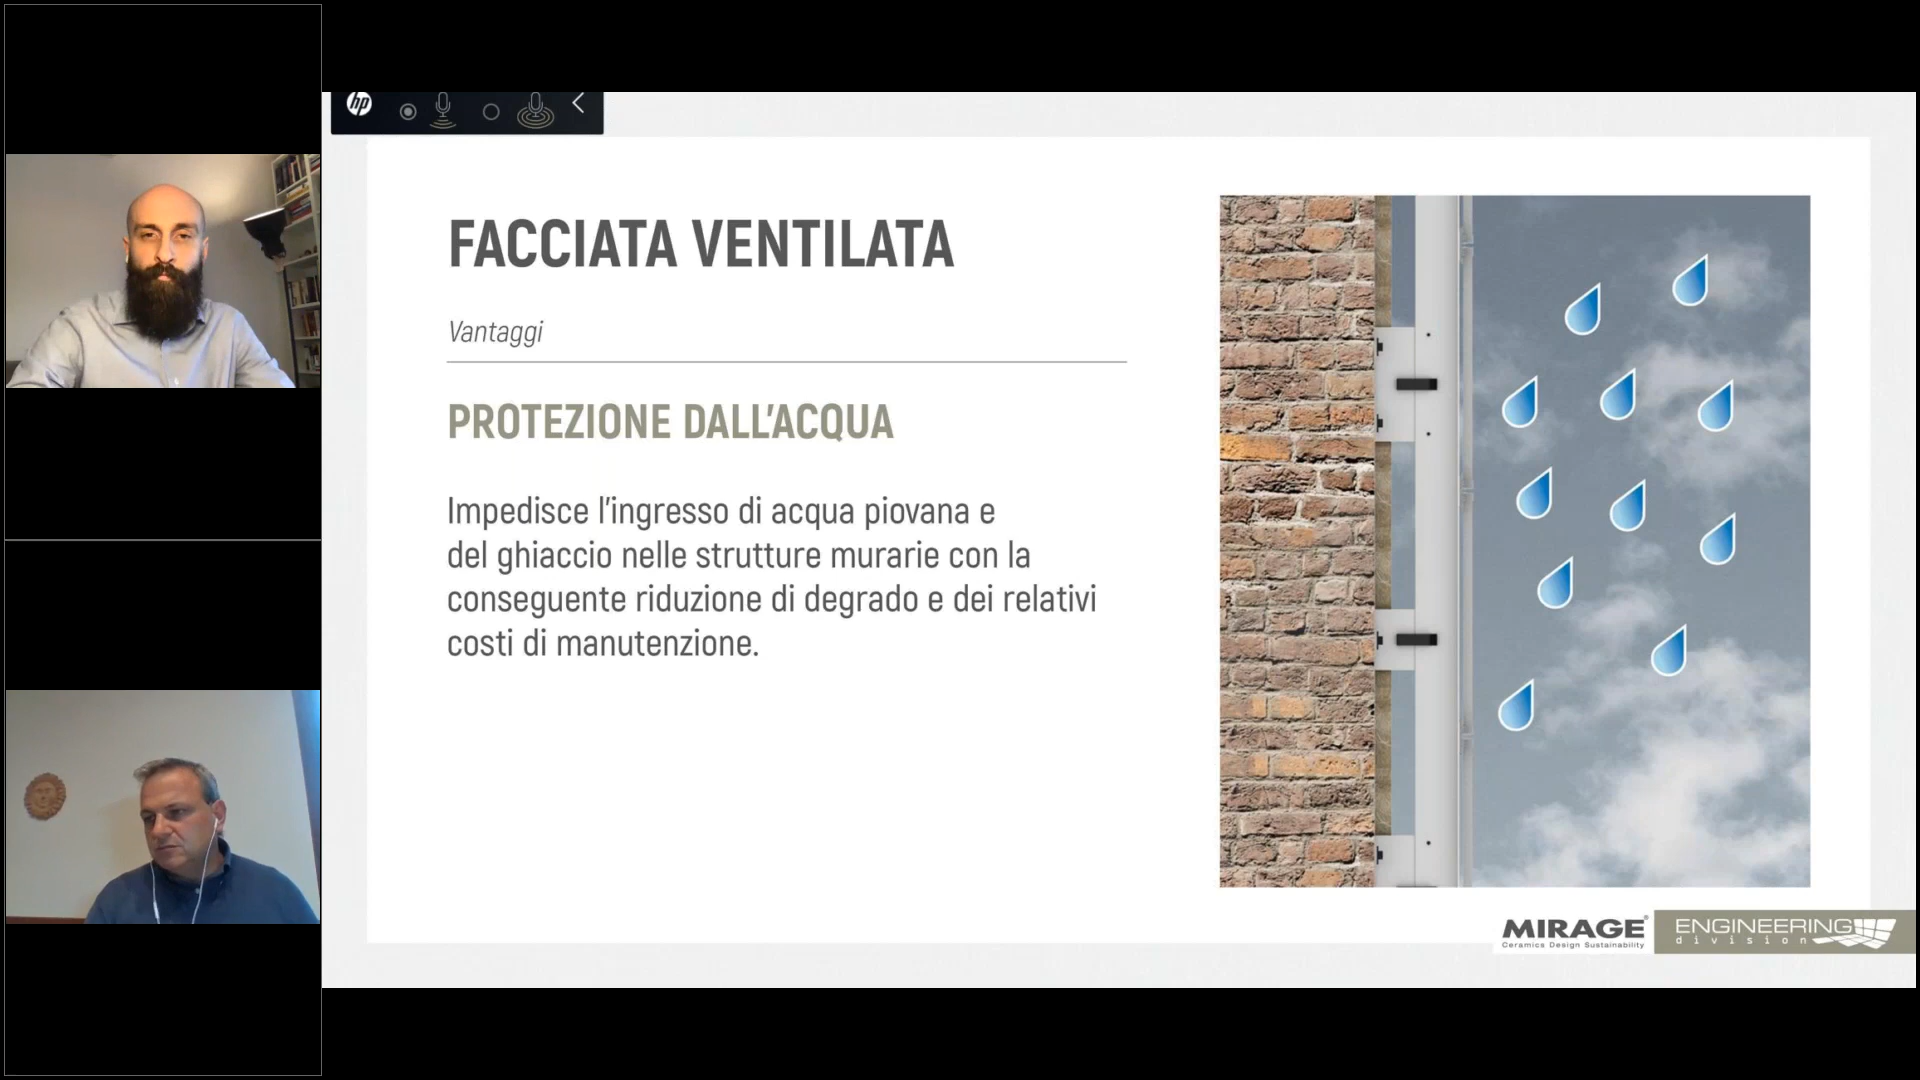 hp
FACCIATA VENTILATA
Vantaggi
PROTEZIONE DALL'ACQUA
Impedisce l'ingresso di acqua piovana e
del ghiaccio nelle strutture murarie con la
conseguente riduzione di degrado e dei relativi
costi di manutenzione.
MIRAGE®
Ceramics Design Sustainability
ENGINEERING
division